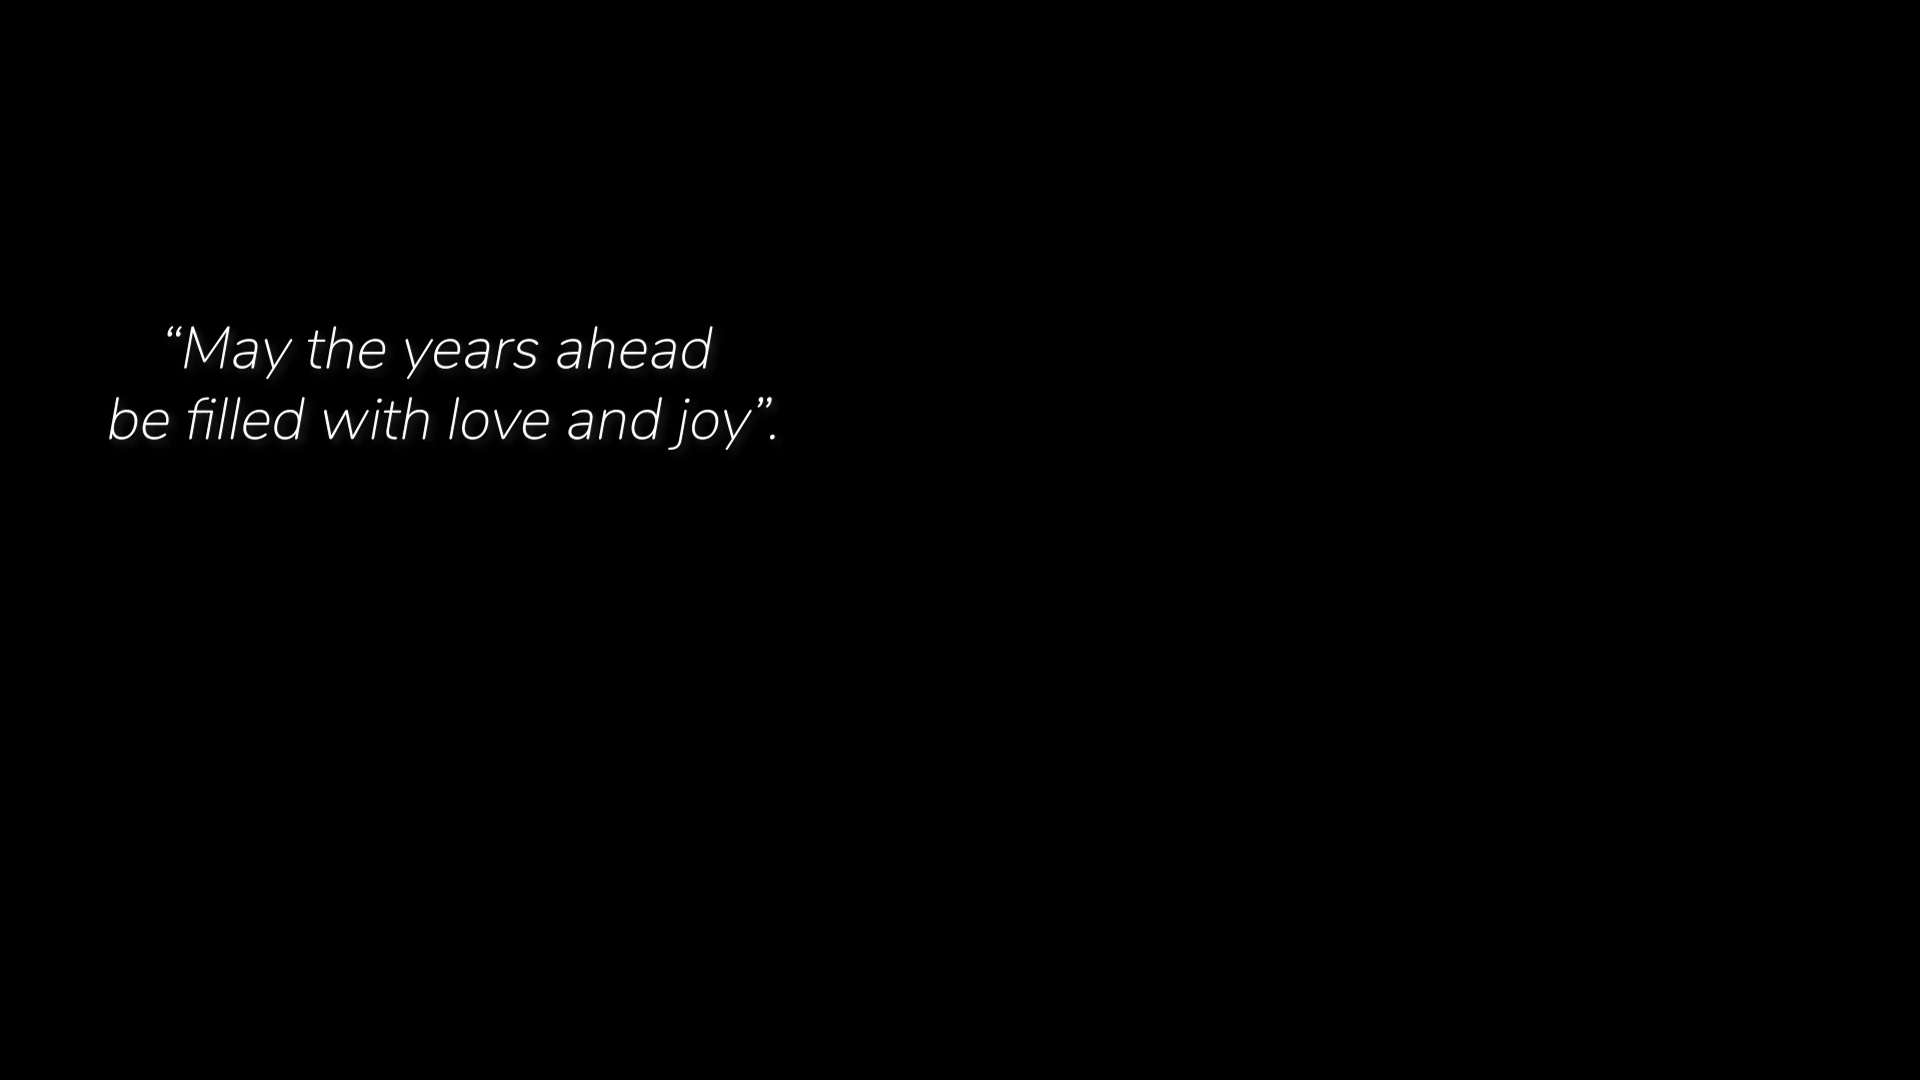 “May the years ahead
be filled with love and joy”.